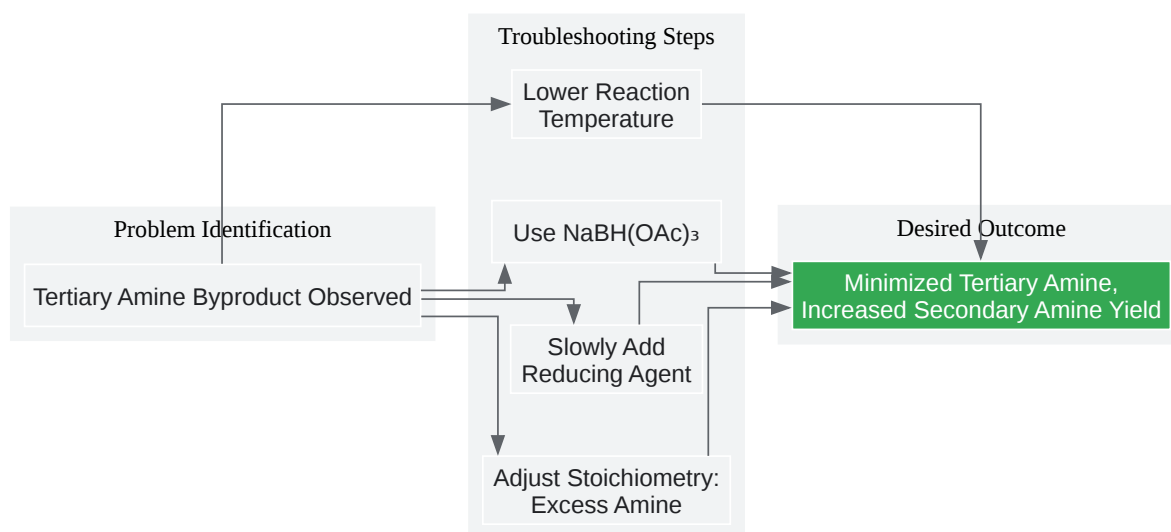 Troubleshooting Steps
Lower Reaction
Temperature
Problem Identification
Tertiary Amine Byproduct Observed
Use NaBH(OAc)₃
Slowly Add
Reducing Agent
Adjust Stoichiometry:
Excess Amine
Desired Outcome
Minimized Tertiary Amine,
Increased Secondary Amine Yield